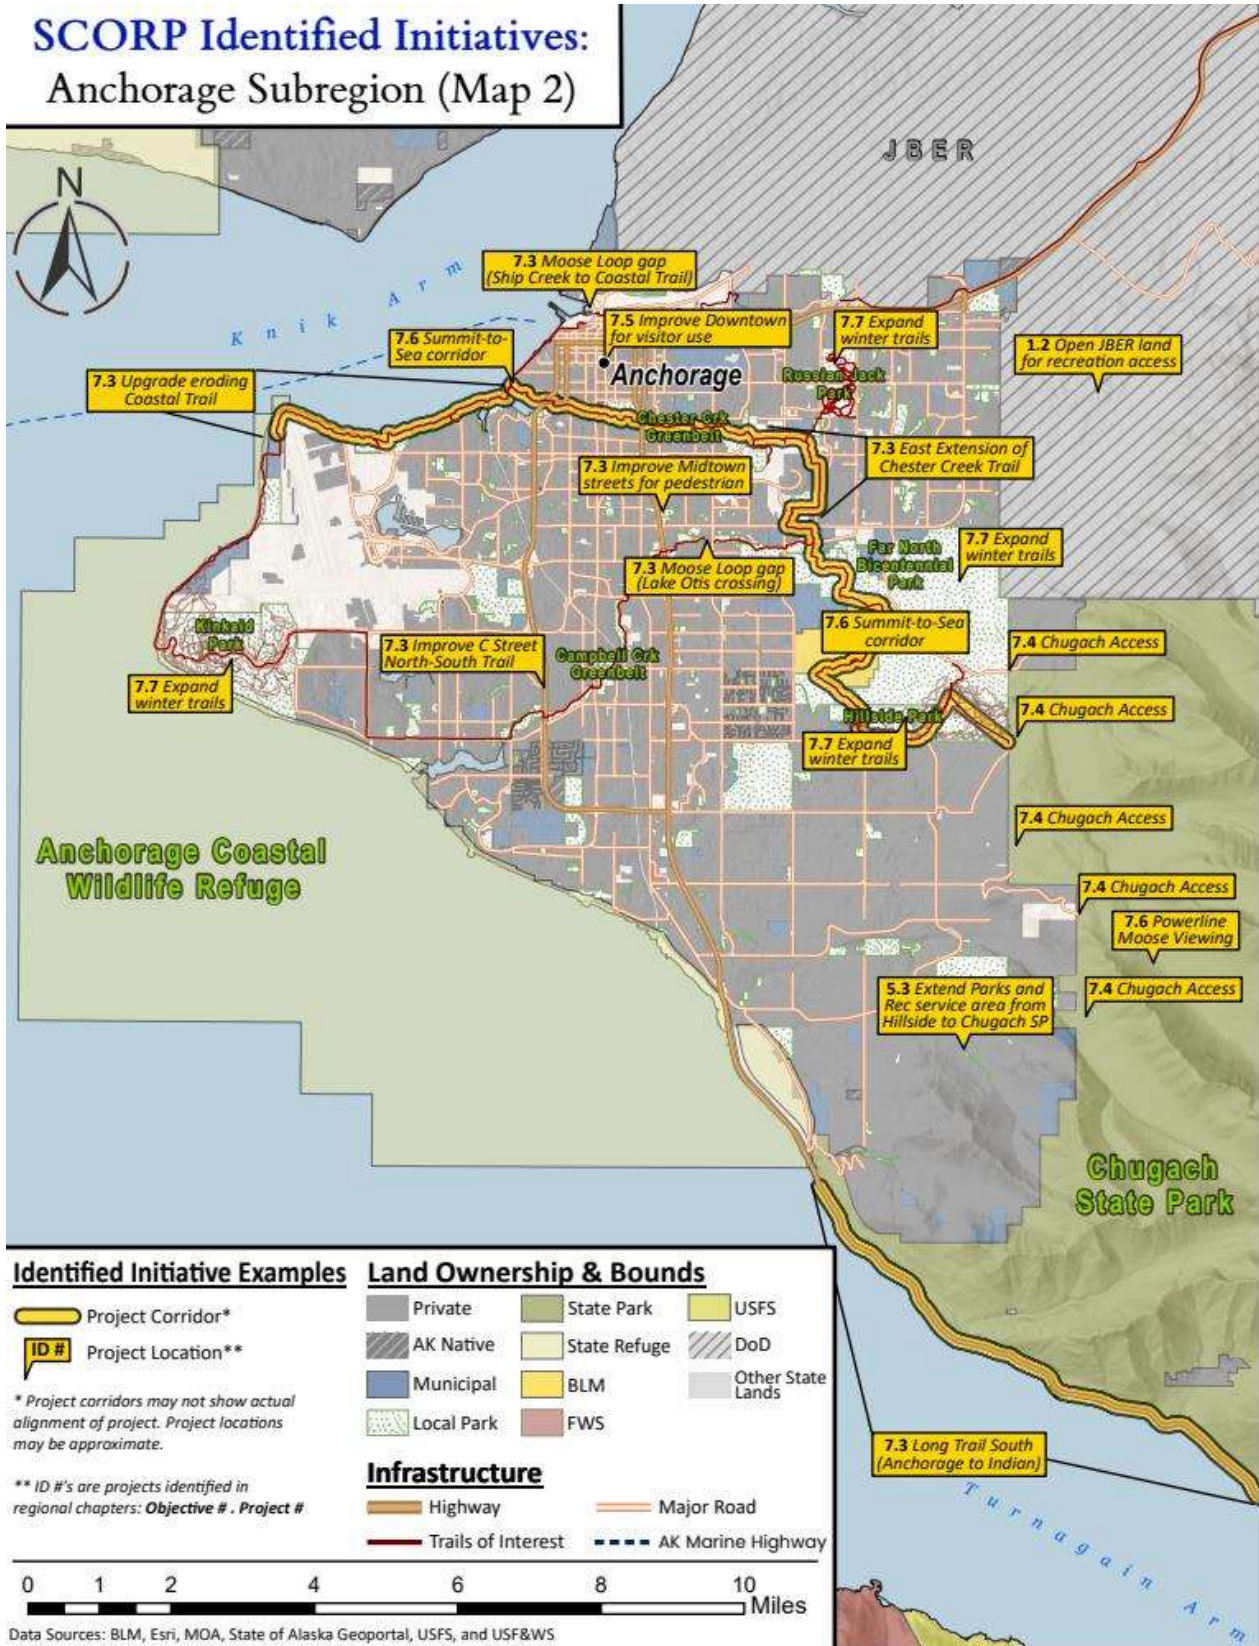 SCORP Identified Initiatives:
Anchorage Subregion (Map 2)
JBER
N
Knik Arm
7.3 Moose Loop gap
(Ship Creek to Coastal Trail)
7.6 Summit-to-
Sea corridor
7.5 Improve Downtown
for visitor use
7.7 Expand
winter trails
1.2 Open JBER land
for recreation access
7.3 Upgrade eroding
Coastal Trail
Anchorage
Russian Jack
Park
Chester Crk
Greenbelt
7.3 East Extension of
Chester Creek Trail
7.3 Improve Midtown
streets for pedestrian
7.3 Moose Loop gap
(Lake Otis crossing)
Far North
Bicentennial
Park
7.7 Expand
winter trails
7.6 Summit-to-Sea
corridor
Kinkaid
Park
7.3 Improve C Street
North-South Trail
Campbell Crk
Greenbelt
7.4 Chugach Access
7.7 Expand
winter trails
Hillside Park
7.4 Chugach Access
7.7 Expand
winter trails
7.4 Chugach Access
Anchorage Coastal
Wildlife Refuge
7.4 Chugach Access
7.6 Powerline
Moose Viewing
5.3 Extend Parks and
Rec service area from
Hillside to Chugach SP
7.4 Chugach Access
Chugach
State Park
7.3 Long Trail South
(Anchorage to Indian)
Turnagain Arm
Identified Initiative Examples
Project Corridor*
ID # Project Location**
* Project corridors may not show actual
alignment of project. Project locations
may be approximate.
** ID #'s are projects identified in
regional chapters: Objective # . Project #
Land Ownership & Bounds
Private
AK Native
Municipal
Local Park
State Park
State Refuge
BLM
FWS
USFS
DoD
Other State
Lands
Infrastructure
Highway
Major Road
Trails of Interest
AK Marine Highway
0 1 2 4 6 8 10
Miles
Data Sources: BLM, Esri, MOA, State of Alaska Geoportal, USFS, and USF&WS